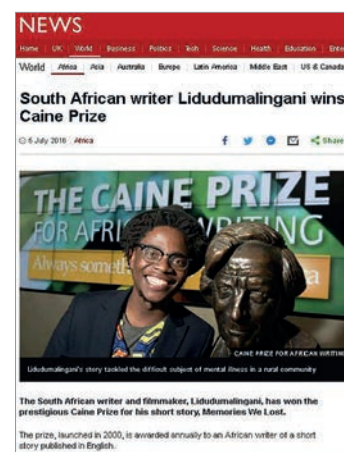 NEWS
Home UK World Business Politics Tech Science Health Education Ente
World Africa Asia Australia Europe Latin America Middle East US & Canada
South African writer Lidudumalingani wins
Caine Prize
6 July 2016 Africa Share
THE CAINE PRIZE
FOR AFRI WRITING
Always someth
CAINE PRIZE FOR AFRICAN WRITING
Lidudumalingani's story tackled the difficult subject of mental illness in a rural community
The South African writer and filmmaker, Lidudumalingani, has won the
prestigious Caine Prize for his short story, Memories We Lost.
The prize, launched in 2000, is awarded annually to an African writer of a short
story published in English.